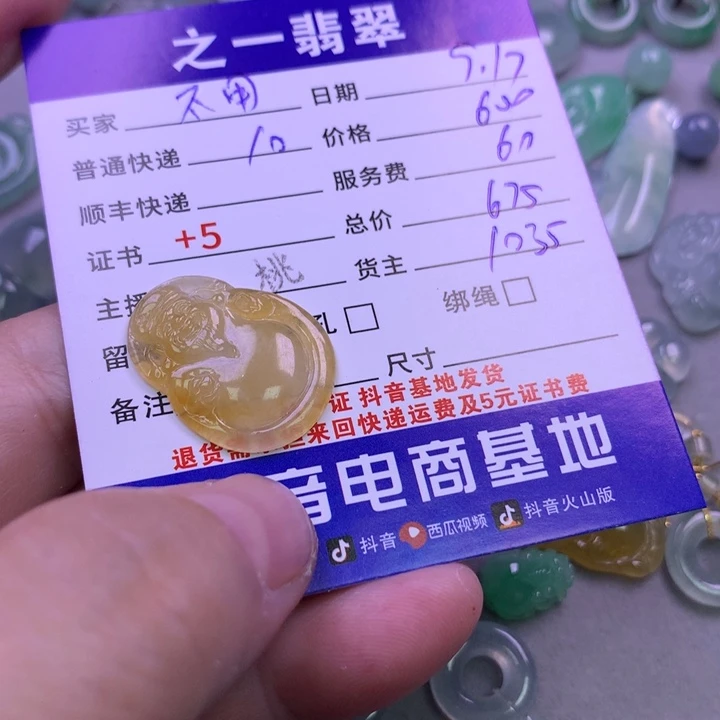 之一翡翠
买家 不闹 日期 5.17
普通快递 10 价格 600
顺丰快递 服务费 60
证书 +5 总价 675
主播 桃 货主 1035
留 孔 □ 绑绳 □
备注 尺寸
证 抖音基地发货
退货需 来回快递运费及5元证书费
音电商基地
抖音 西瓜视频 抖音火山版